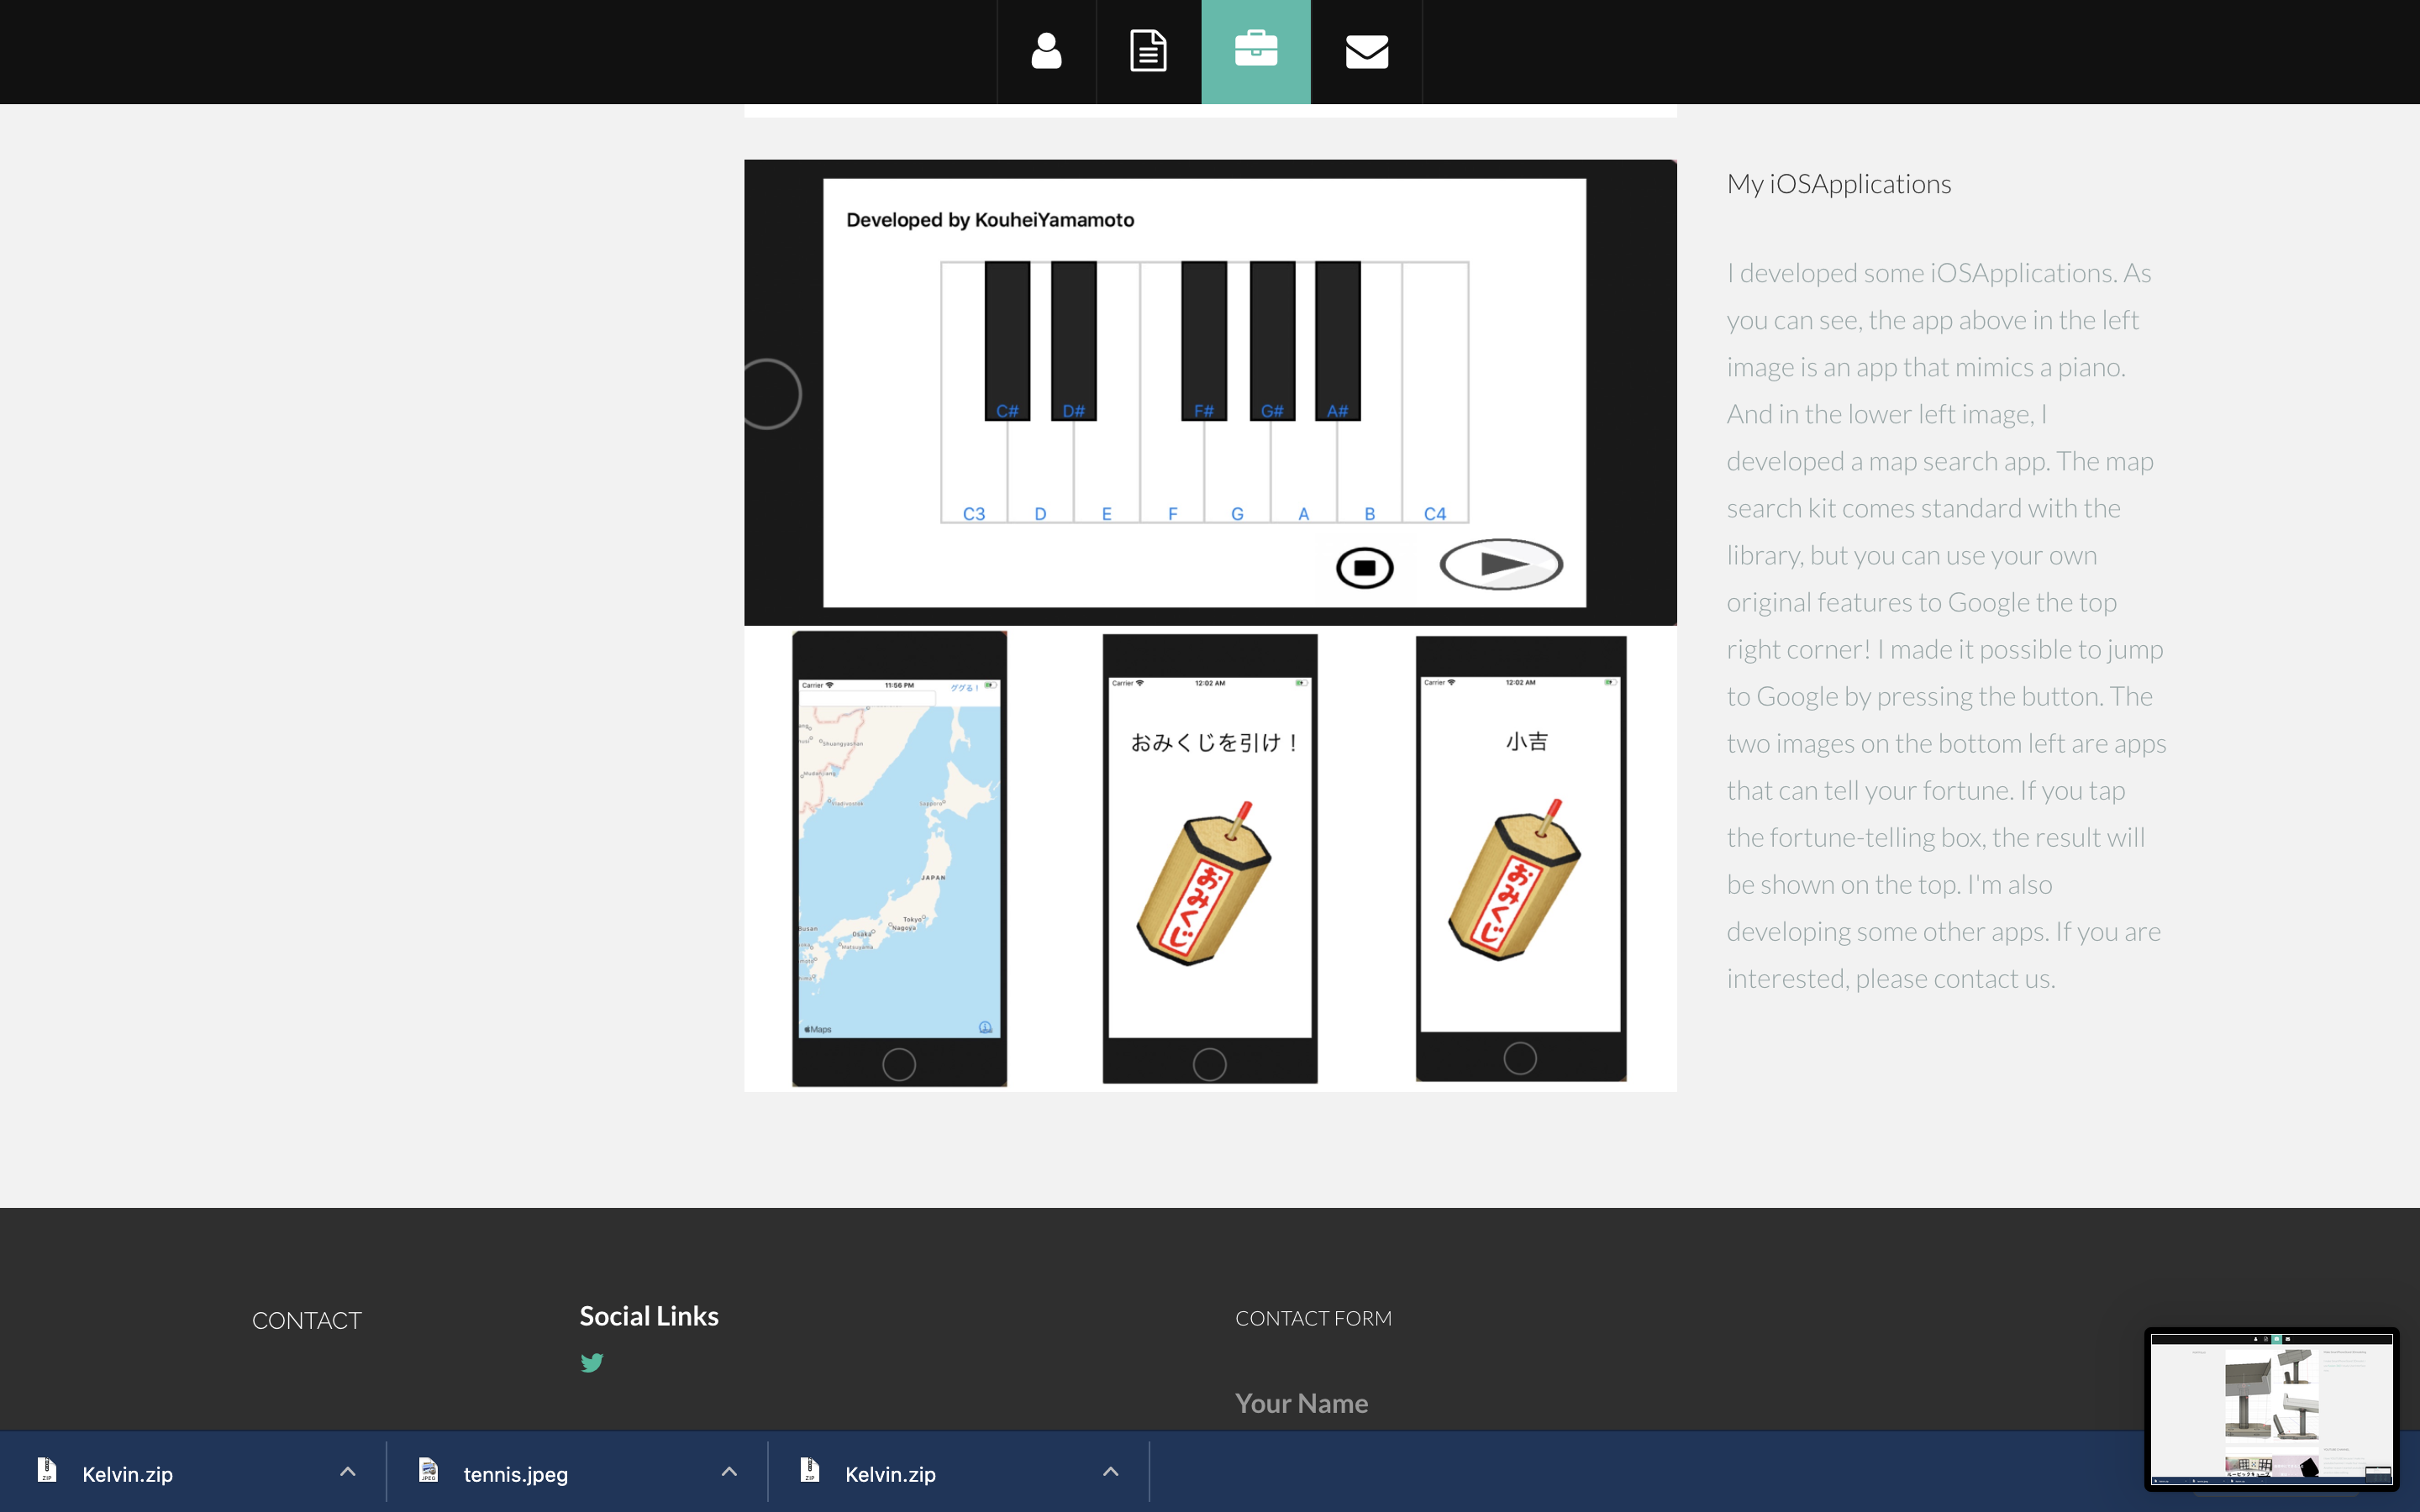 Developed by KouheiYamamoto
C# D# F# G# A#
C3 D E F G A B C4
My iOSApplications
I developed some iOSApplications. As
you can see, the app above in the left
image is an app that mimics a piano.
And in the lower left image, I
developed a map search app. The map
search kit comes standard with the
library, but you can use your own
original features to Google the top
right corner! I made it possible to jump
to Google by pressing the button. The
two images on the bottom left are apps
that can tell your fortune. If you tap
the fortune-telling box, the result will
be shown on the top. I'm also
developing some other apps. If you are
interested, please contact us.
Carrier 11:56 PM
ググる！
Shuangyashan
Mudanjiang
Vladivostok
Sapporo
JAPAN
Tokyo
Nagoya
Osaka
Matsuyama
Busan
Maps
Carrier 12:02 AM
おみくじを引け！
おみくじ
Carrier 12:02 AM
小吉
おみくじ
CONTACT
Social Links
CONTACT FORM
Your Name
ZIP Kelvin.zip
JPEG tennis.jpeg
ZIP Kelvin.zip